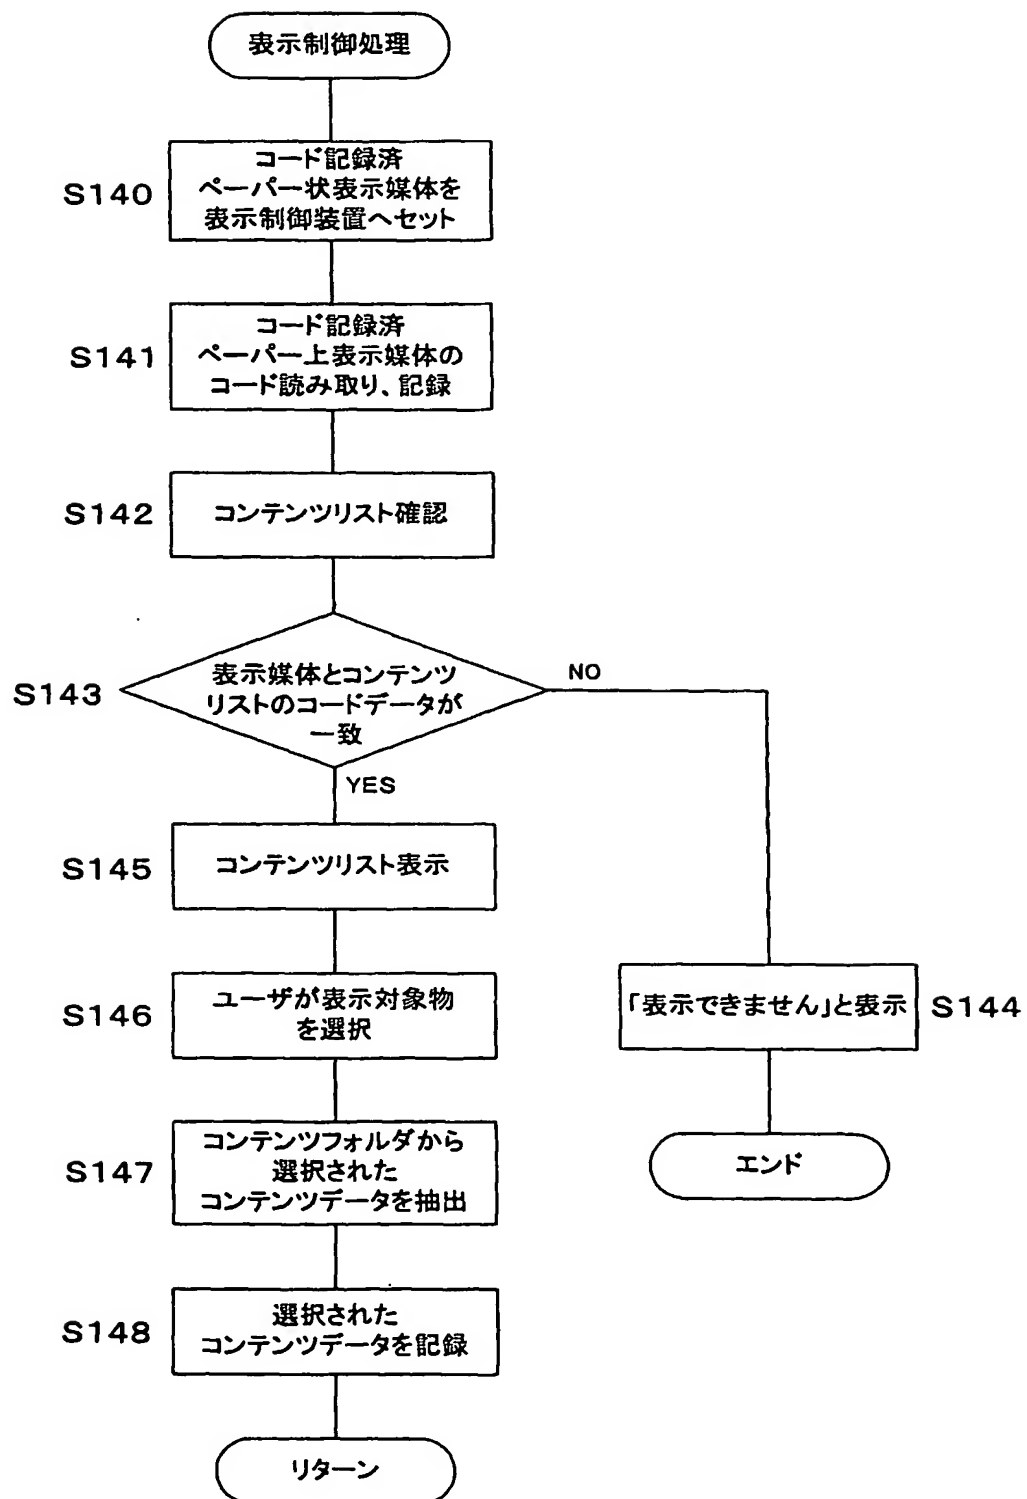 表示制御処理
S140
コード記録済
ペーパー状表示媒体を
表示制御装置へセット
S141
コード記録済
ペーパー上表示媒体の
コード読み取り、記録
S142
コンテンツリスト確認
S143
表示媒体とコンテンツ
リストのコードデータが
一致
NO
YES
S145
コンテンツリスト表示
S146
ユーザが表示対象物
を選択
「表示できません」と表示
S144
S147
コンテンツフォルダから
選択された
コンテンツデータを抽出
エンド
S148
選択された
コンテンツデータを記録
リターン